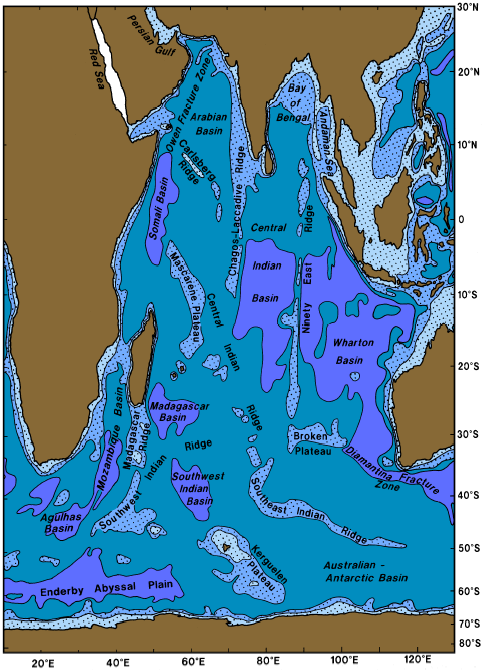 30°N
Persian
Gulf
Red Sea
20°N
Owen Fracture Zone
Arabian
Basin
Bay
of
Bengal
Andaman Sea
10°N
Carlsberg
Ridge
Somali Basin
Chagos-Laccadive Ridge
0
Central
Indian
Basin
Ninety East
Ridge
Mascarene Plateau
Central
Indian
Ridge
10°S
Wharton
Basin
20°S
Madagascar
Basin
Mozambique Basin
Madagascar
Ridge
Broken
Plateau
30°S
Diamantina Fracture
Zone
Southwest
Indian
Ridge
Southwest
Indian
Basin
Southeast Indian
Ridge
40°S
Agulhas
Basin
50°S
Kerguelen
Plateau
Australian -
Antarctic Basin
Enderby Abyssal Plain
60°S
70°S
80°S
20°E
40°E
60°E
80°E
100°E
120°E